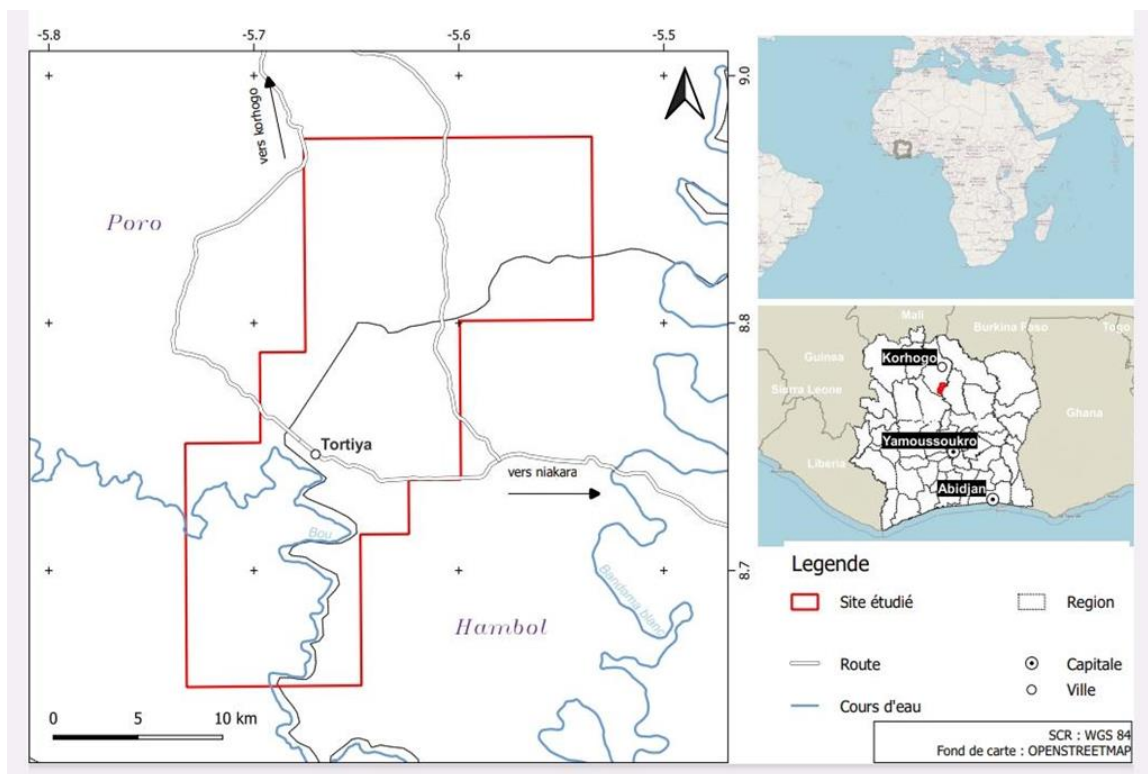 -5.8
-5.7
-5.6
-5.5
9.0
vers korhogo
Poro
8.8
Tortiya
vers niakara
Bou
Bandama blanc
8.7
Hambol
0 5 10 km
Mali
Burkina Faso
Togo
Guinea
Korhogo
Sierra Leone
Ghana
Yamoussoukro
Liberia
Abidjan
Legende
Site étudié
Region
Route
Capitale
Ville
Cours d'eau
SCR : WGS 84
Fond de carte : OPENSTREETMAP